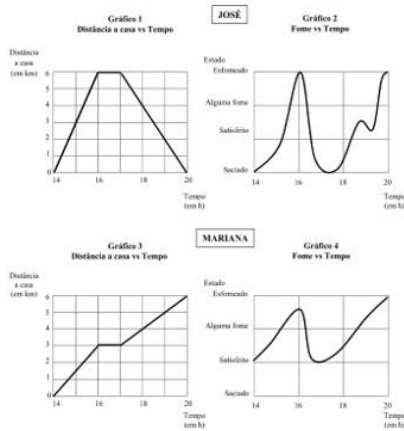 JOSÉ
Gráfico 1
Distância a casa vs Tempo
Distância
a casa
(em km)
6
5
4
3
2
1
0
14 16 18 20
Tempo
(em h)
Gráfico 2
Fome vs Tempo
Estado
Esfomeado
Alguma fome
Satisfeito
Saciado
14 16 18 20
Tempo
(em h)
MARIANA
Gráfico 3
Distância a casa vs Tempo
Distância
a casa
(em km)
6
5
4
3
2
1
0
14 16 18 20
Tempo
(em h)
Gráfico 4
Fome vs Tempo
Estado
Esfomeado
Alguma fome
Satisfeito
Saciado
14 16 18 20
Tempo
(em h)